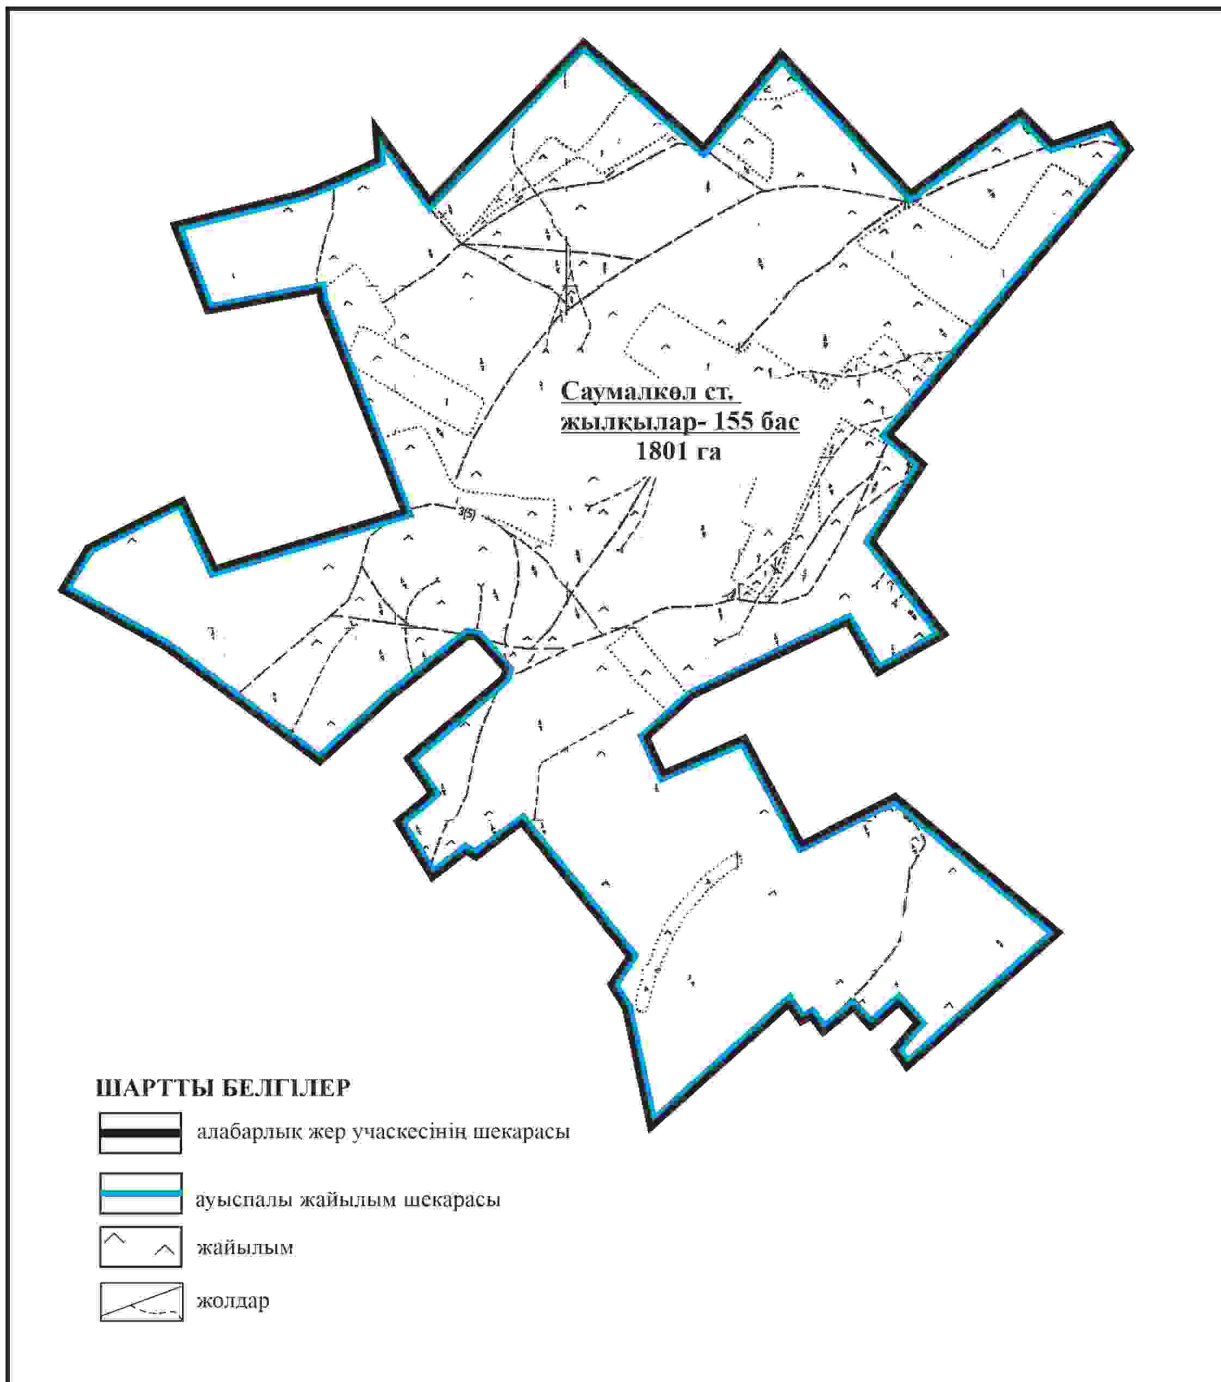 Саумалкөл ст.
жылқылар- 155 бас
1801 га
3(5)
ШАРТТЫ БЕЛГІЛЕР
алабарлық жер учаскесінің шекарасы
ауыспалы жайылым шекарасы
жайылым
жолдар